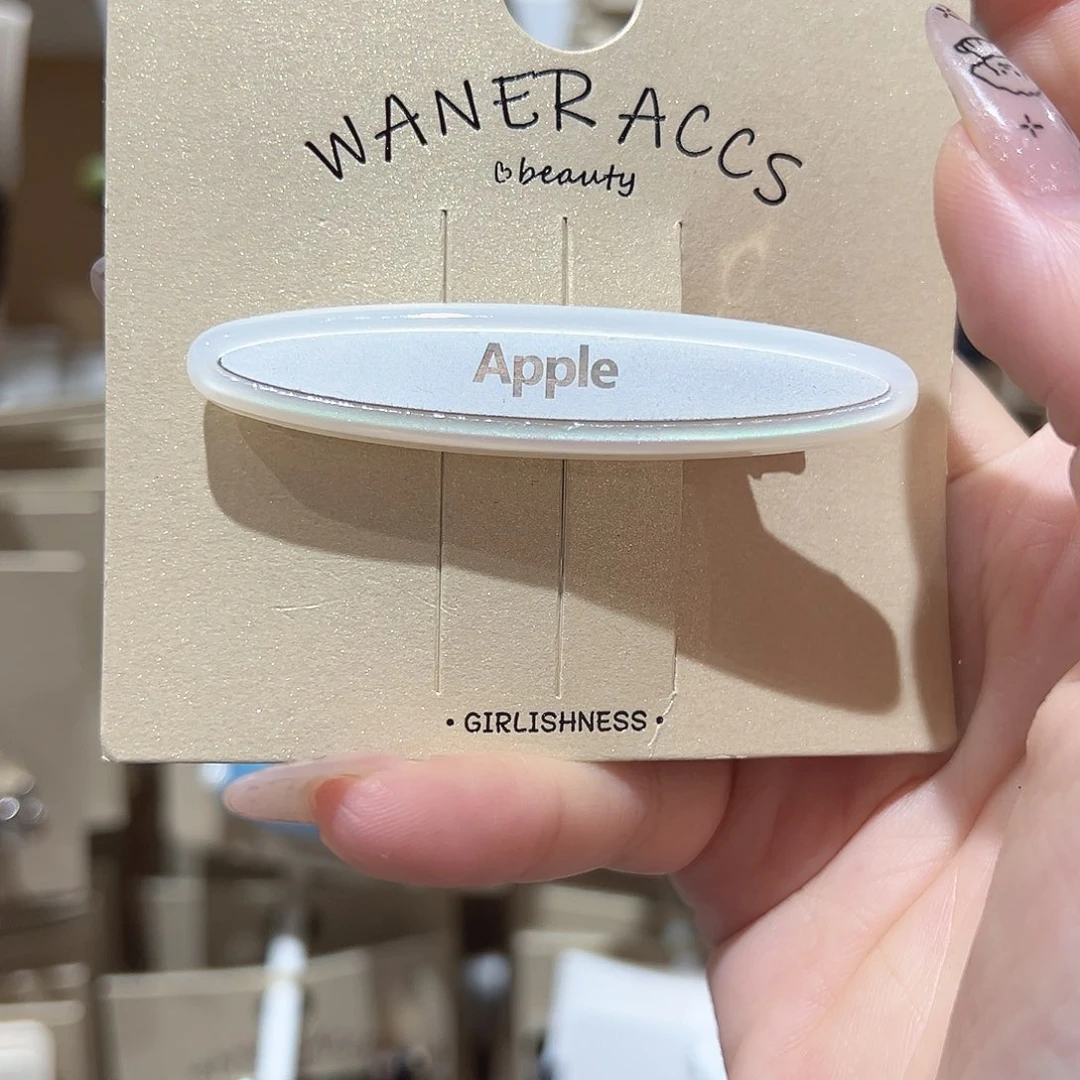 WANER ACCS
beauty
Apple
• GIRLISHNESS •